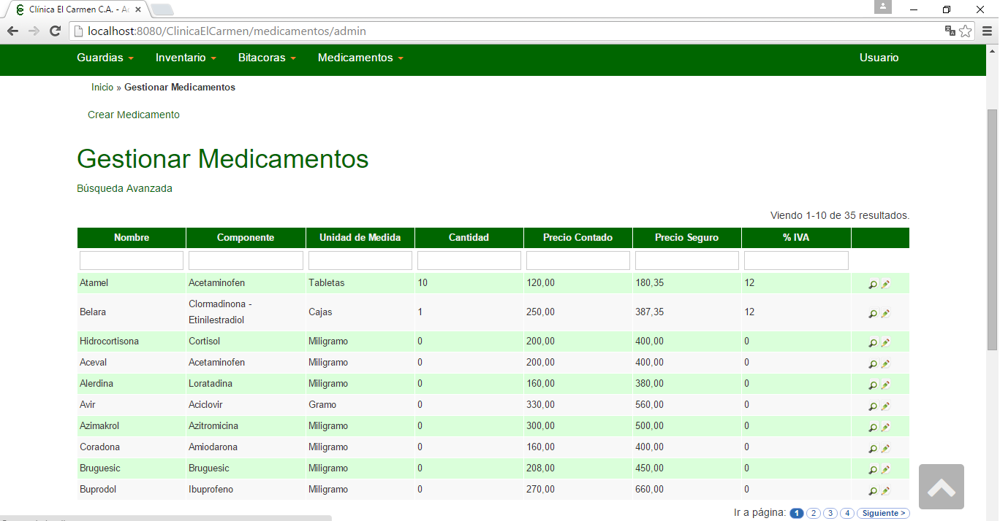 Clínica El Carmen C.A. - Ac
localhost:8080/ClinicaElCarmen/medicamentos/admin
Guardias Inventario Bitacoras Medicamentos Usuario
Inicio » Gestionar Medicamentos
Crear Medicamento
Gestionar Medicamentos
Búsqueda Avanzada
Viendo 1-10 de 35 resultados.
Nombre Componente Unidad de Medida Cantidad Precio Contado Precio Seguro % IVA
Atamel Acetaminofen Tabletas 10 120,00 180,35 12
Belara Clormadinona - Etinilestradiol Cajas 1 250,00 387,35 12
Hidrocortisona Cortisol Miligramo 0 200,00 400,00 0
Aceval Acetaminofen Miligramo 0 200,00 400,00 0
Alerdina Loratadina Miligramo 0 160,00 380,00 0
Avir Aciclovir Gramo 0 330,00 560,00 0
Azimakrol Azitromicina Miligramo 0 300,00 500,00 0
Coradona Amiodarona Miligramo 0 160,00 400,00 0
Bruguesic Bruguesic Miligramo 0 208,00 450,00 0
Buprodol Ibuprofeno Miligramo 0 270,00 660,00 0
Ir a página: 1 2 3 4 Siguiente >